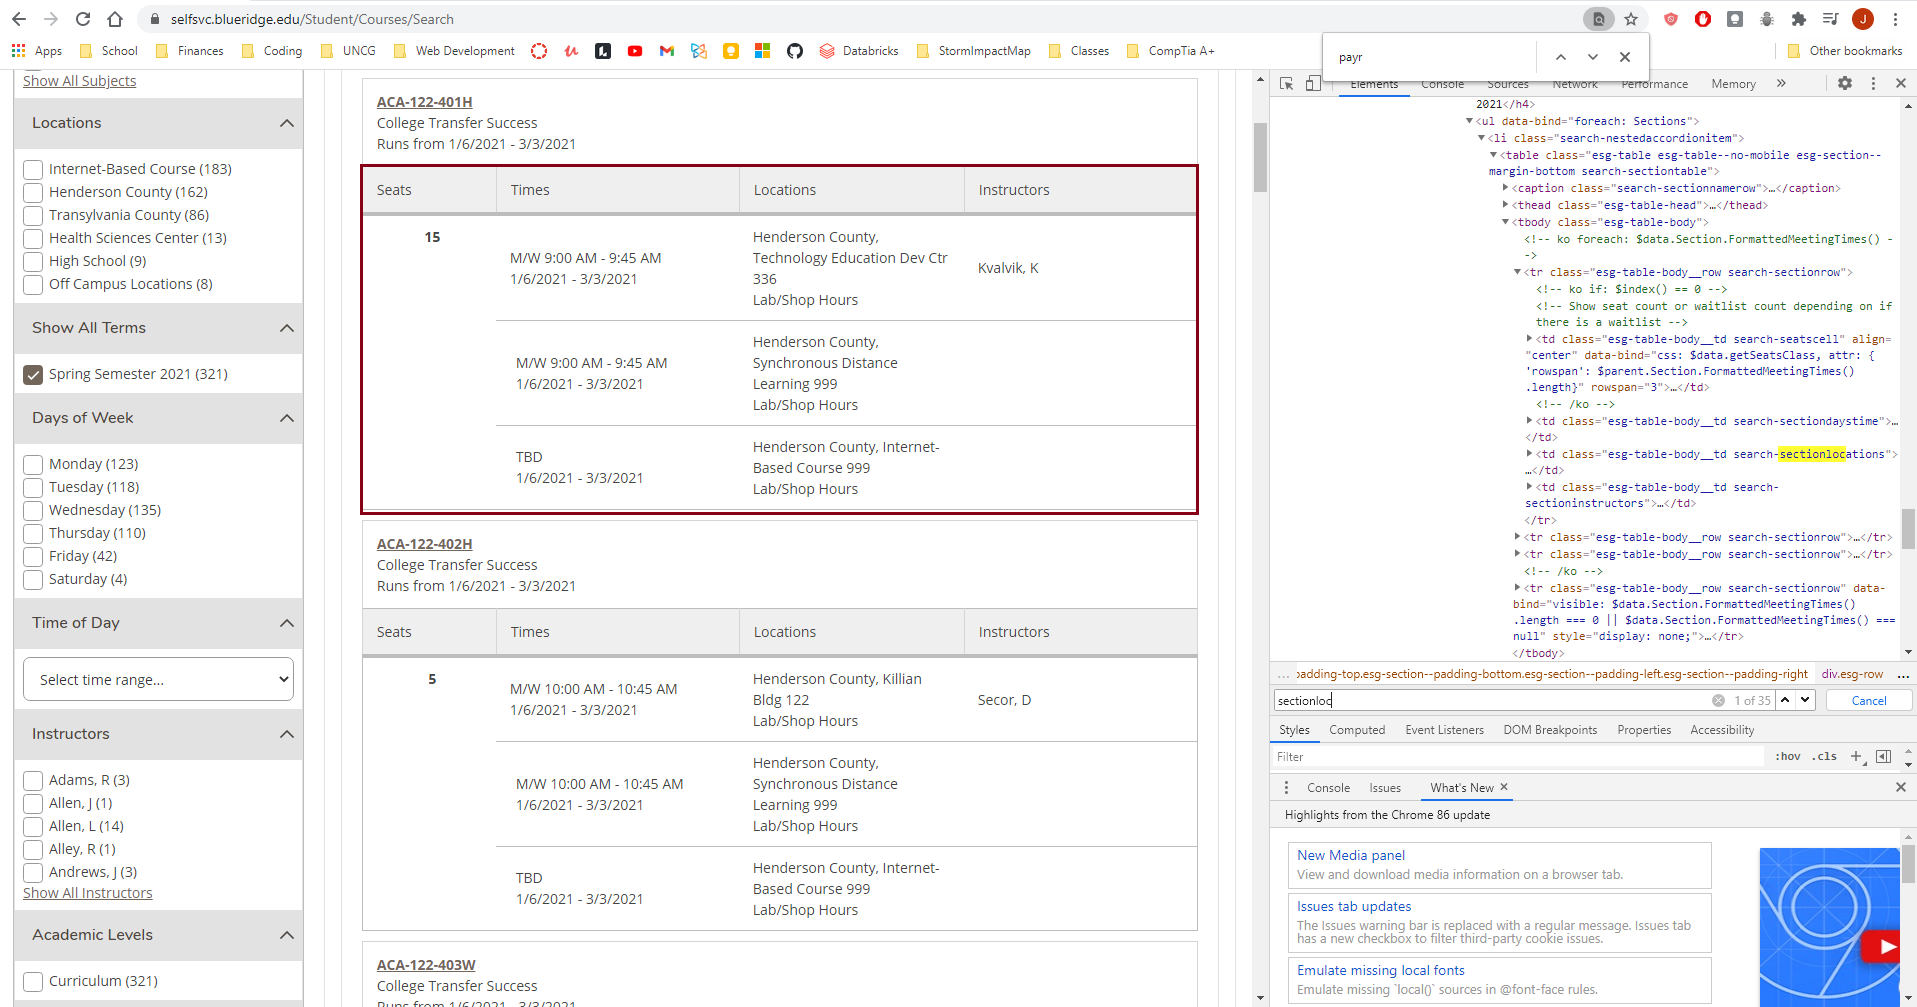 selfsvc.blueridge.edu/Student/Courses/Search
J
Apps School Finances Coding UNCG Web Development Databricks StormImpactMap Classes CompTia A+ Other bookmarks
payr
Show All Subjects
Locations
Internet-Based Course (183)
Henderson County (162)
Transylvania County (86)
Health Sciences Center (13)
High School (9)
Off Campus Locations (8)
Show All Terms
Spring Semester 2021 (321)
Days of Week
Monday (123)
Tuesday (118)
Wednesday (135)
Thursday (110)
Friday (42)
Saturday (4)
Time of Day
Select time range...
Instructors
Adams, R (3)
Allen, J (1)
Allen, L (14)
Alley, R (1)
Andrews, J (3)
Show All Instructors
Academic Levels
Curriculum (321)
ACA-122-401H
College Transfer Success
Runs from 1/6/2021 - 3/3/2021
Seats Times Locations Instructors
15
M/W 9:00 AM - 9:45 AM
1/6/2021 - 3/3/2021
Henderson County,
Technology Education Dev Ctr
336
Lab/Shop Hours
Kvalvik, K
M/W 9:00 AM - 9:45 AM
1/6/2021 - 3/3/2021
Henderson County,
Synchronous Distance
Learning 999
Lab/Shop Hours
TBD
1/6/2021 - 3/3/2021
Henderson County, Internet-
Based Course 999
Lab/Shop Hours
ACA-122-402H
College Transfer Success
Runs from 1/6/2021 - 3/3/2021
Seats Times Locations Instructors
5
M/W 10:00 AM - 10:45 AM
1/6/2021 - 3/3/2021
Henderson County, Killian
Bldg 122
Lab/Shop Hours
Secor, D
M/W 10:00 AM - 10:45 AM
1/6/2021 - 3/3/2021
Henderson County,
Synchronous Distance
Learning 999
Lab/Shop Hours
TBD
1/6/2021 - 3/3/2021
Henderson County, Internet-
Based Course 999
Lab/Shop Hours
ACA-122-403W
College Transfer Success
Runs from 1/6/2021 - 3/3/2021
Elements Console Sources Network Performance Memory »
2021</h4>
<ul data-bind="foreach: Sections">
<li class="search-nestedaccordionitem">
<table class="esg-table esg-table--no-mobile esg-section--
margin-bottom search-sectiontable">
<caption class="search-sectionnamerow">…</caption>
<thead class="esg-table-head">…</thead>
<tbody class="esg-table-body">
<!-- ko foreach: $data.Section.FormattedMeetingTimes() -
->
<tr class="esg-table-body__row search-sectionrow">
<!-- ko if: $index() == 0 -->
<!-- Show seat count or waitlist count depending on if
there is a waitlist -->
<td class="esg-table-body__td search-seatscell" align=
"center" data-bind="css: $data.getSeatsClass, attr: {
'rowspan': $parent.Section.FormattedMeetingTimes()
.length}" rowspan="3">…</td>
<!-- /ko -->
<td class="esg-table-body__td search-sectiondaystime">…
</td>
<td class="esg-table-body__td search-sectionlocations">
…</td>
<td class="esg-table-body__td search-
sectioninstructors">…</td>
</tr>
<tr class="esg-table-body__row search-sectionrow">…</tr>
<tr class="esg-table-body__row search-sectionrow">…</tr>
<!-- /ko -->
<tr class="esg-table-body__row search-sectionrow" data-
bind="visible: $data.Section.FormattedMeetingTimes()
.length === 0 || $data.Section.FormattedMeetingTimes() ===
null" style="display: none;">…</tr>
</tbody>
... padding-top.esg-section--padding-bottom.esg-section--padding-left.esg-section--padding-right div.esg-row ...
sectionloc 1 of 35 Cancel
Styles Computed Event Listeners DOM Breakpoints Properties Accessibility
Filter :hov .cls +
Console Issues What's New
Highlights from the Chrome 86 update
New Media panel
View and download media information on a browser tab.
Issues tab updates
The Issues warning bar is replaced with a regular message. Issues tab
has a new checkbox to filter third-party cookie issues.
Emulate missing local fonts
Emulate missing `local()` sources in @font-face rules.